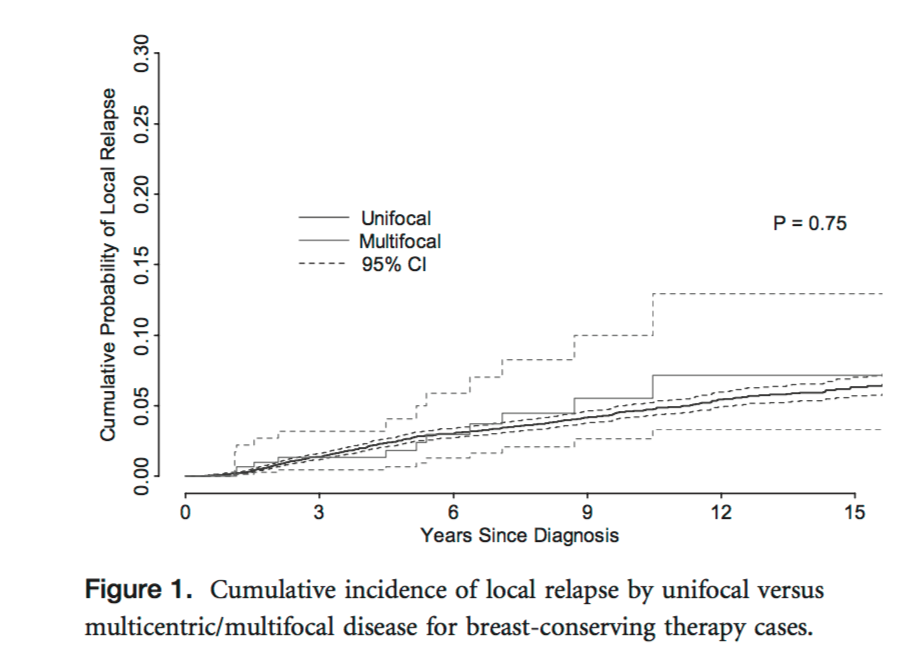 Cumulative Probability of Local Relapse
0.30
0.25
0.20
0.15
0.10
0.05
0.00
Unifocal
Multifocal
95% CI
P = 0.75
0 3 6 9 12 15
Years Since Diagnosis
Figure 1. Cumulative incidence of local relapse by unifocal versus
multicentric/multifocal disease for breast-conserving therapy cases.